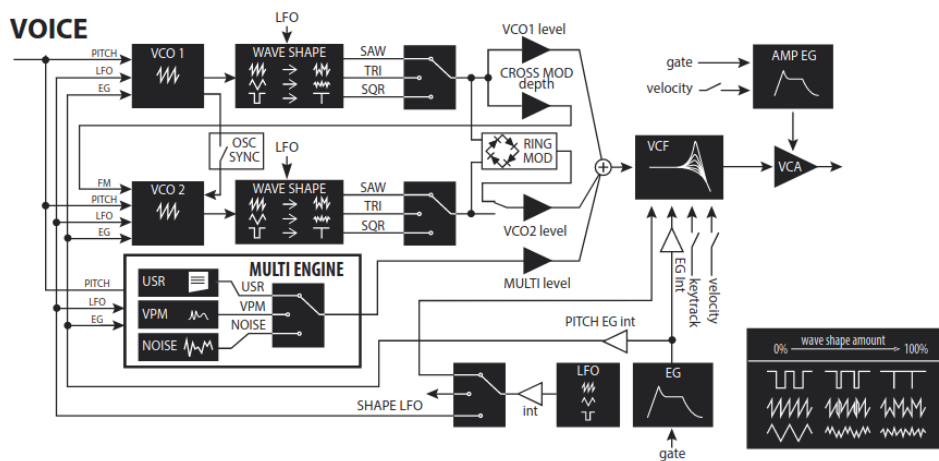 VOICE
LFO
PITCH
LFO
EG
VCO 1
WAVE SHAPE
SAW
TRI
SQR
VCO1 level
CROSS MOD
depth
OSC
SYNC
LFO
RING
MOD
FM
PITCH
LFO
EG
VCO 2
WAVE SHAPE
SAW
TRI
SQR
VCO2 level
MULTI level
gate
velocity
AMP EG
VCF
VCA
MULTI ENGINE
PITCH
LFO
EG
USR
VPM
NOISE
USR
VPM
NOISE
EG Int
keytrack
velocity
PITCH EG int
SHAPE LFO
int
LFO
EG
gate
wave shape amount
0% 100%